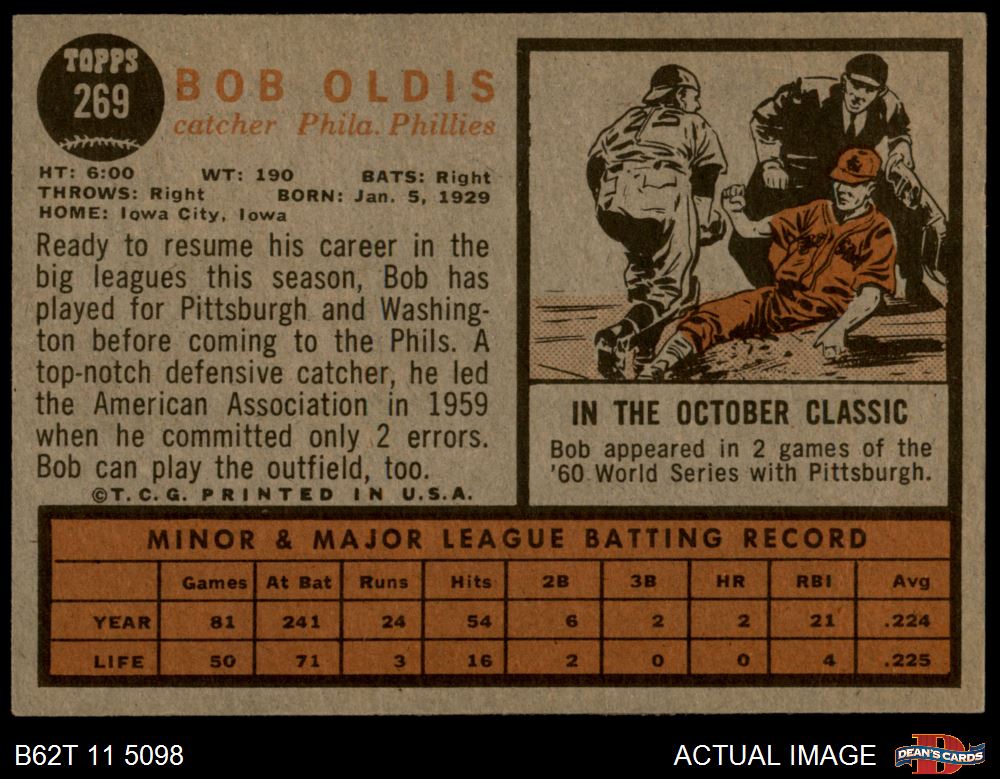 TOPPS
269
BOB OLDIS
catcher Phila. Phillies
HT: 6:00 WT: 190 BATS: Right
THROWS: Right BORN: Jan. 5, 1929
HOME: Iowa City, Iowa
Ready to resume his career in the
big leagues this season, Bob has
played for Pittsburgh and Washing-
ton before coming to the Phils. A
top-notch defensive catcher, he led
the American Association in 1959
when he committed only 2 errors.
Bob can play the outfield, too.
©T.C.G. PRINTED IN U.S.A.
IN THE OCTOBER CLASSIC
Bob appeared in 2 games of the
'60 World Series with Pittsburgh.
MINOR & MAJOR LEAGUE BATTING RECORD
Games At Bat Runs Hits 2B 3B HR RBI Avg
YEAR 81 241 24 54 6 2 2 21 .224
LIFE 50 71 3 16 2 0 0 4 .225
B62T 11 5098 ACTUAL IMAGE DEAN'S CARDS